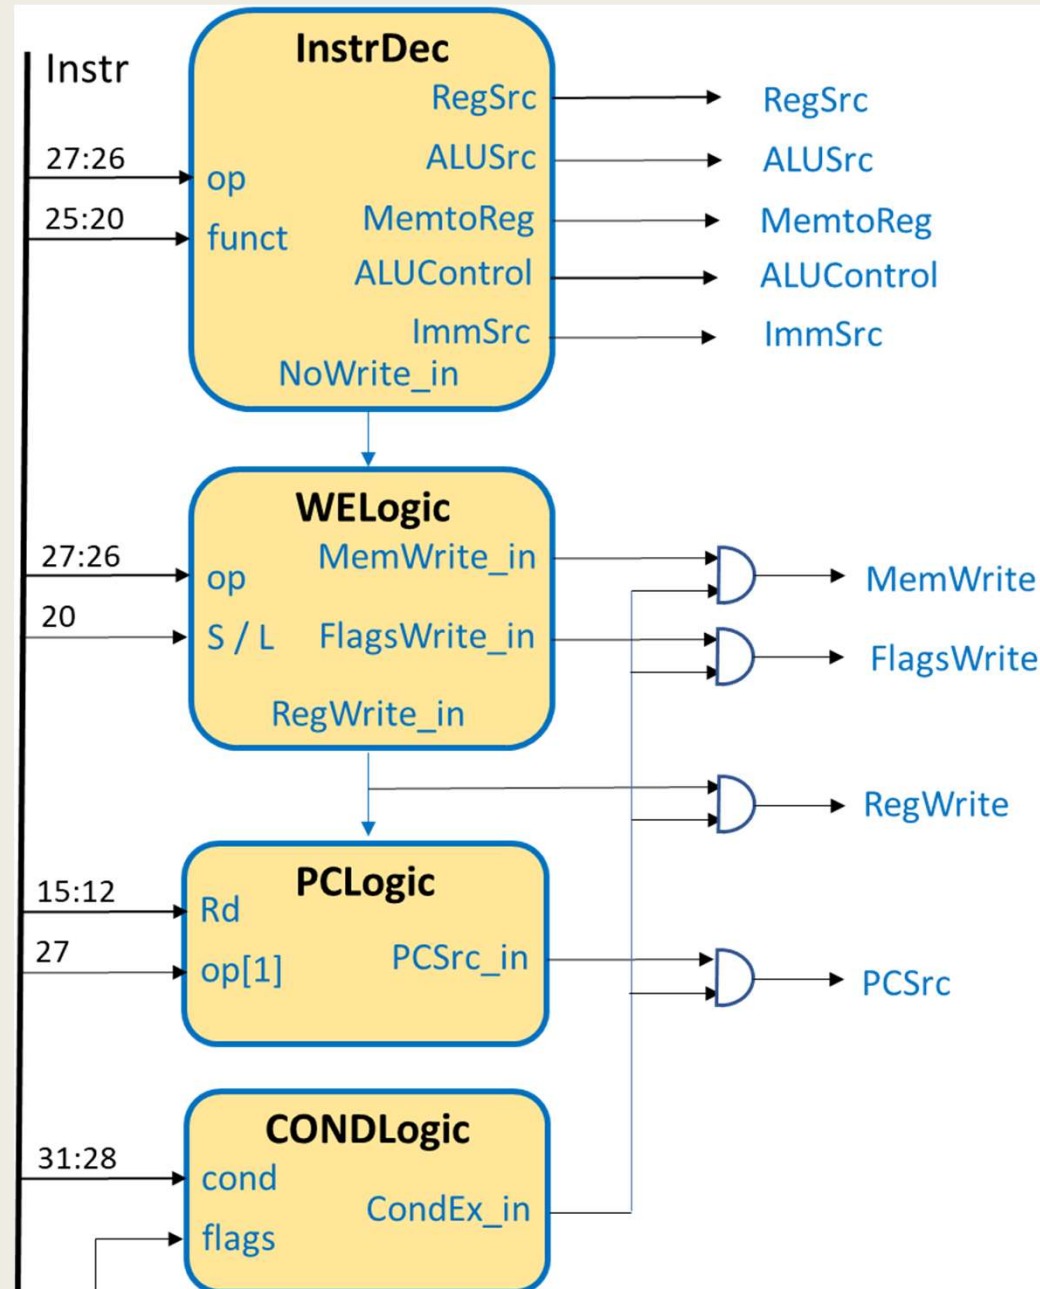 Instr
InstrDec
RegSrc
RegSrc
27:26
op
ALUSrc
ALUSrc
25:20
funct
MemtoReg
MemtoReg
ALUControl
ALUControl
ImmSrc
ImmSrc
NoWrite_in
WELogic
27:26
op
MemWrite_in
MemWrite
20
S / L
FlagsWrite_in
FlagsWrite
RegWrite_in
RegWrite
PCLogic
15:12
Rd
27
op[1]
PCSrc_in
PCSrc
CONDLogic
31:28
cond
CondEx_in
flags